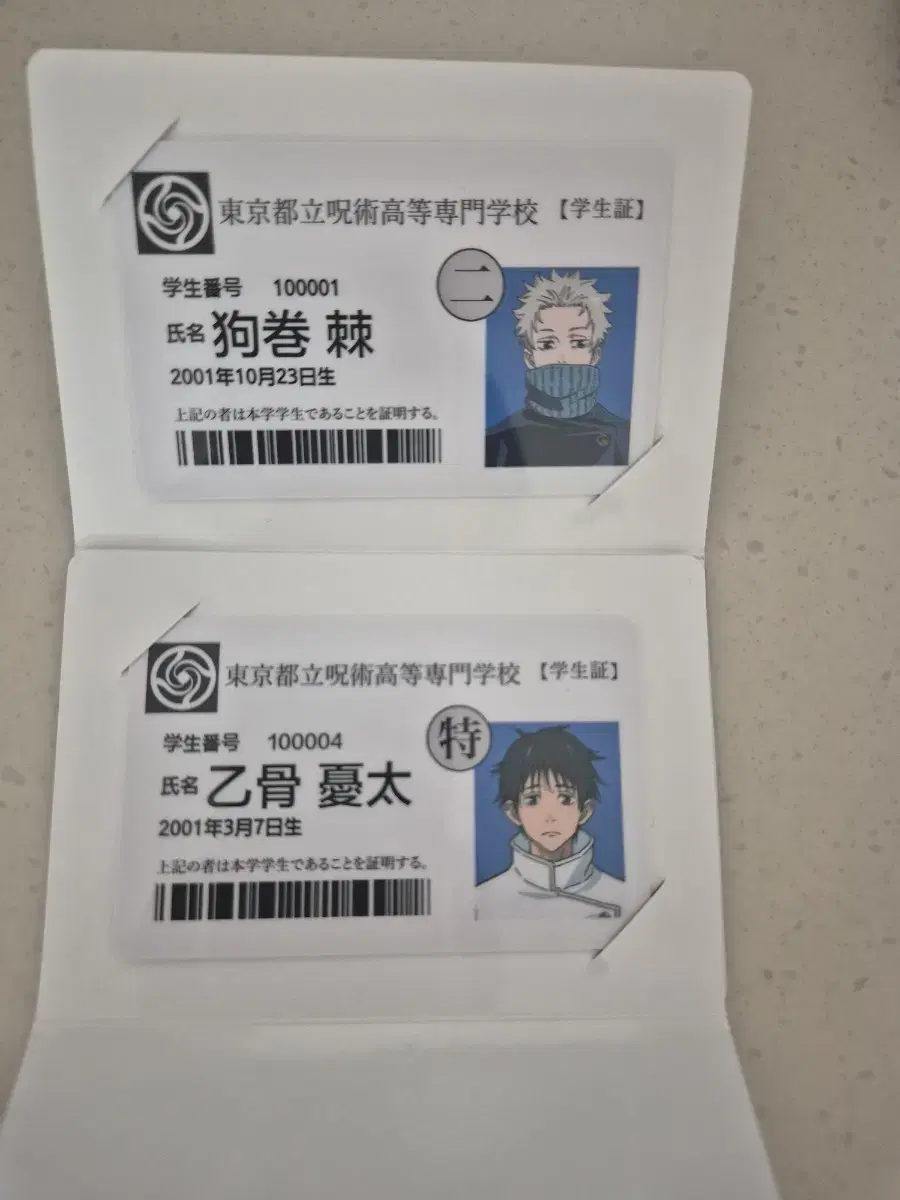 東京都立呪術高等専門学校【学生証】
学生番号 100001
二
氏名 狗巻 棘
2001年10月23日生
上記の者は本学学生であることを証明する。
東京都立呪術高等専門学校【学生証】
学生番号 100004
特
氏名 乙骨 憂太
2001年3月7日生
上記の者は本学学生であることを証明する。